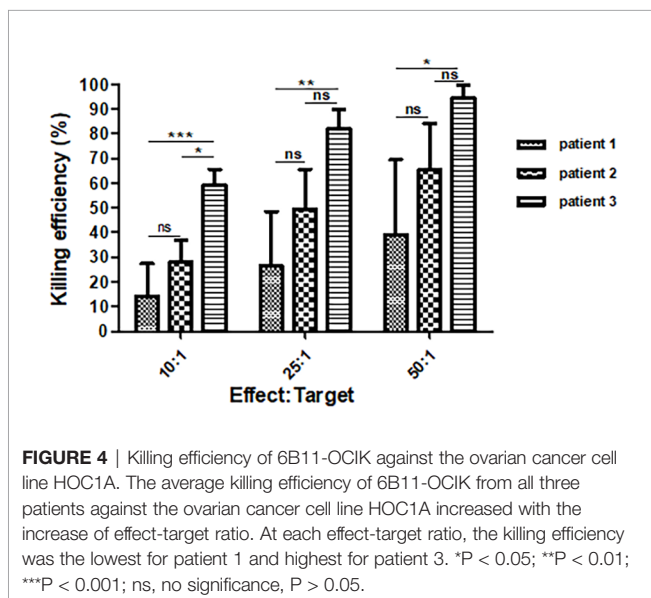 * 
** ns
*** ns
* ns
ns
ns
100
90
80
70
60
50
40
30
20
10
0
Killing efficiency (%)
10:1
25:1
50:1
Effect:Target
patient 1
patient 2
patient 3
FIGURE 4 | Killing efficiency of 6B11-OCIK against the ovarian cancer cell
line HOC1A. The average killing efficiency of 6B11-OCIK from all three
patients against the ovarian cancer cell line HOC1A increased with the
increase of effect-target ratio. At each effect-target ratio, the killing efficiency
was the lowest for patient 1 and highest for patient 3. *P < 0.05; **P < 0.01;
***P < 0.001; ns, no significance, P > 0.05.